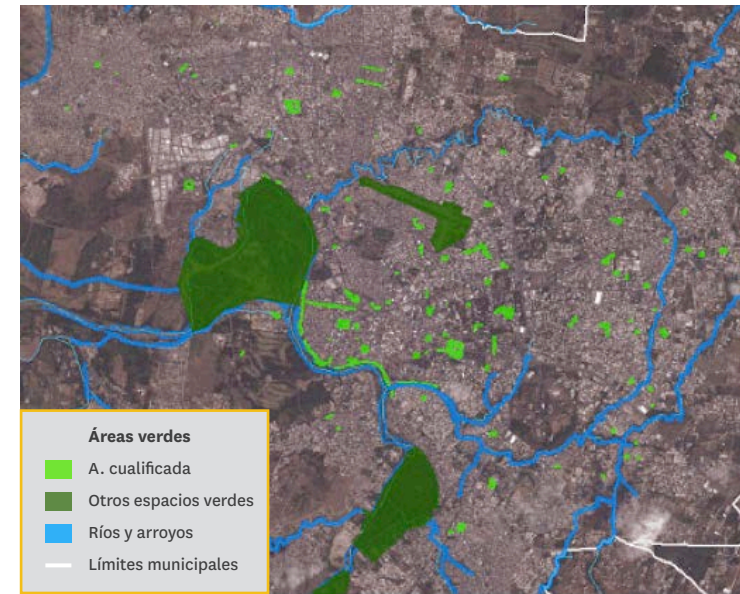 Áreas verdes
A. cualificada
Otros espacios verdes
Ríos y arroyos
Límites municipales